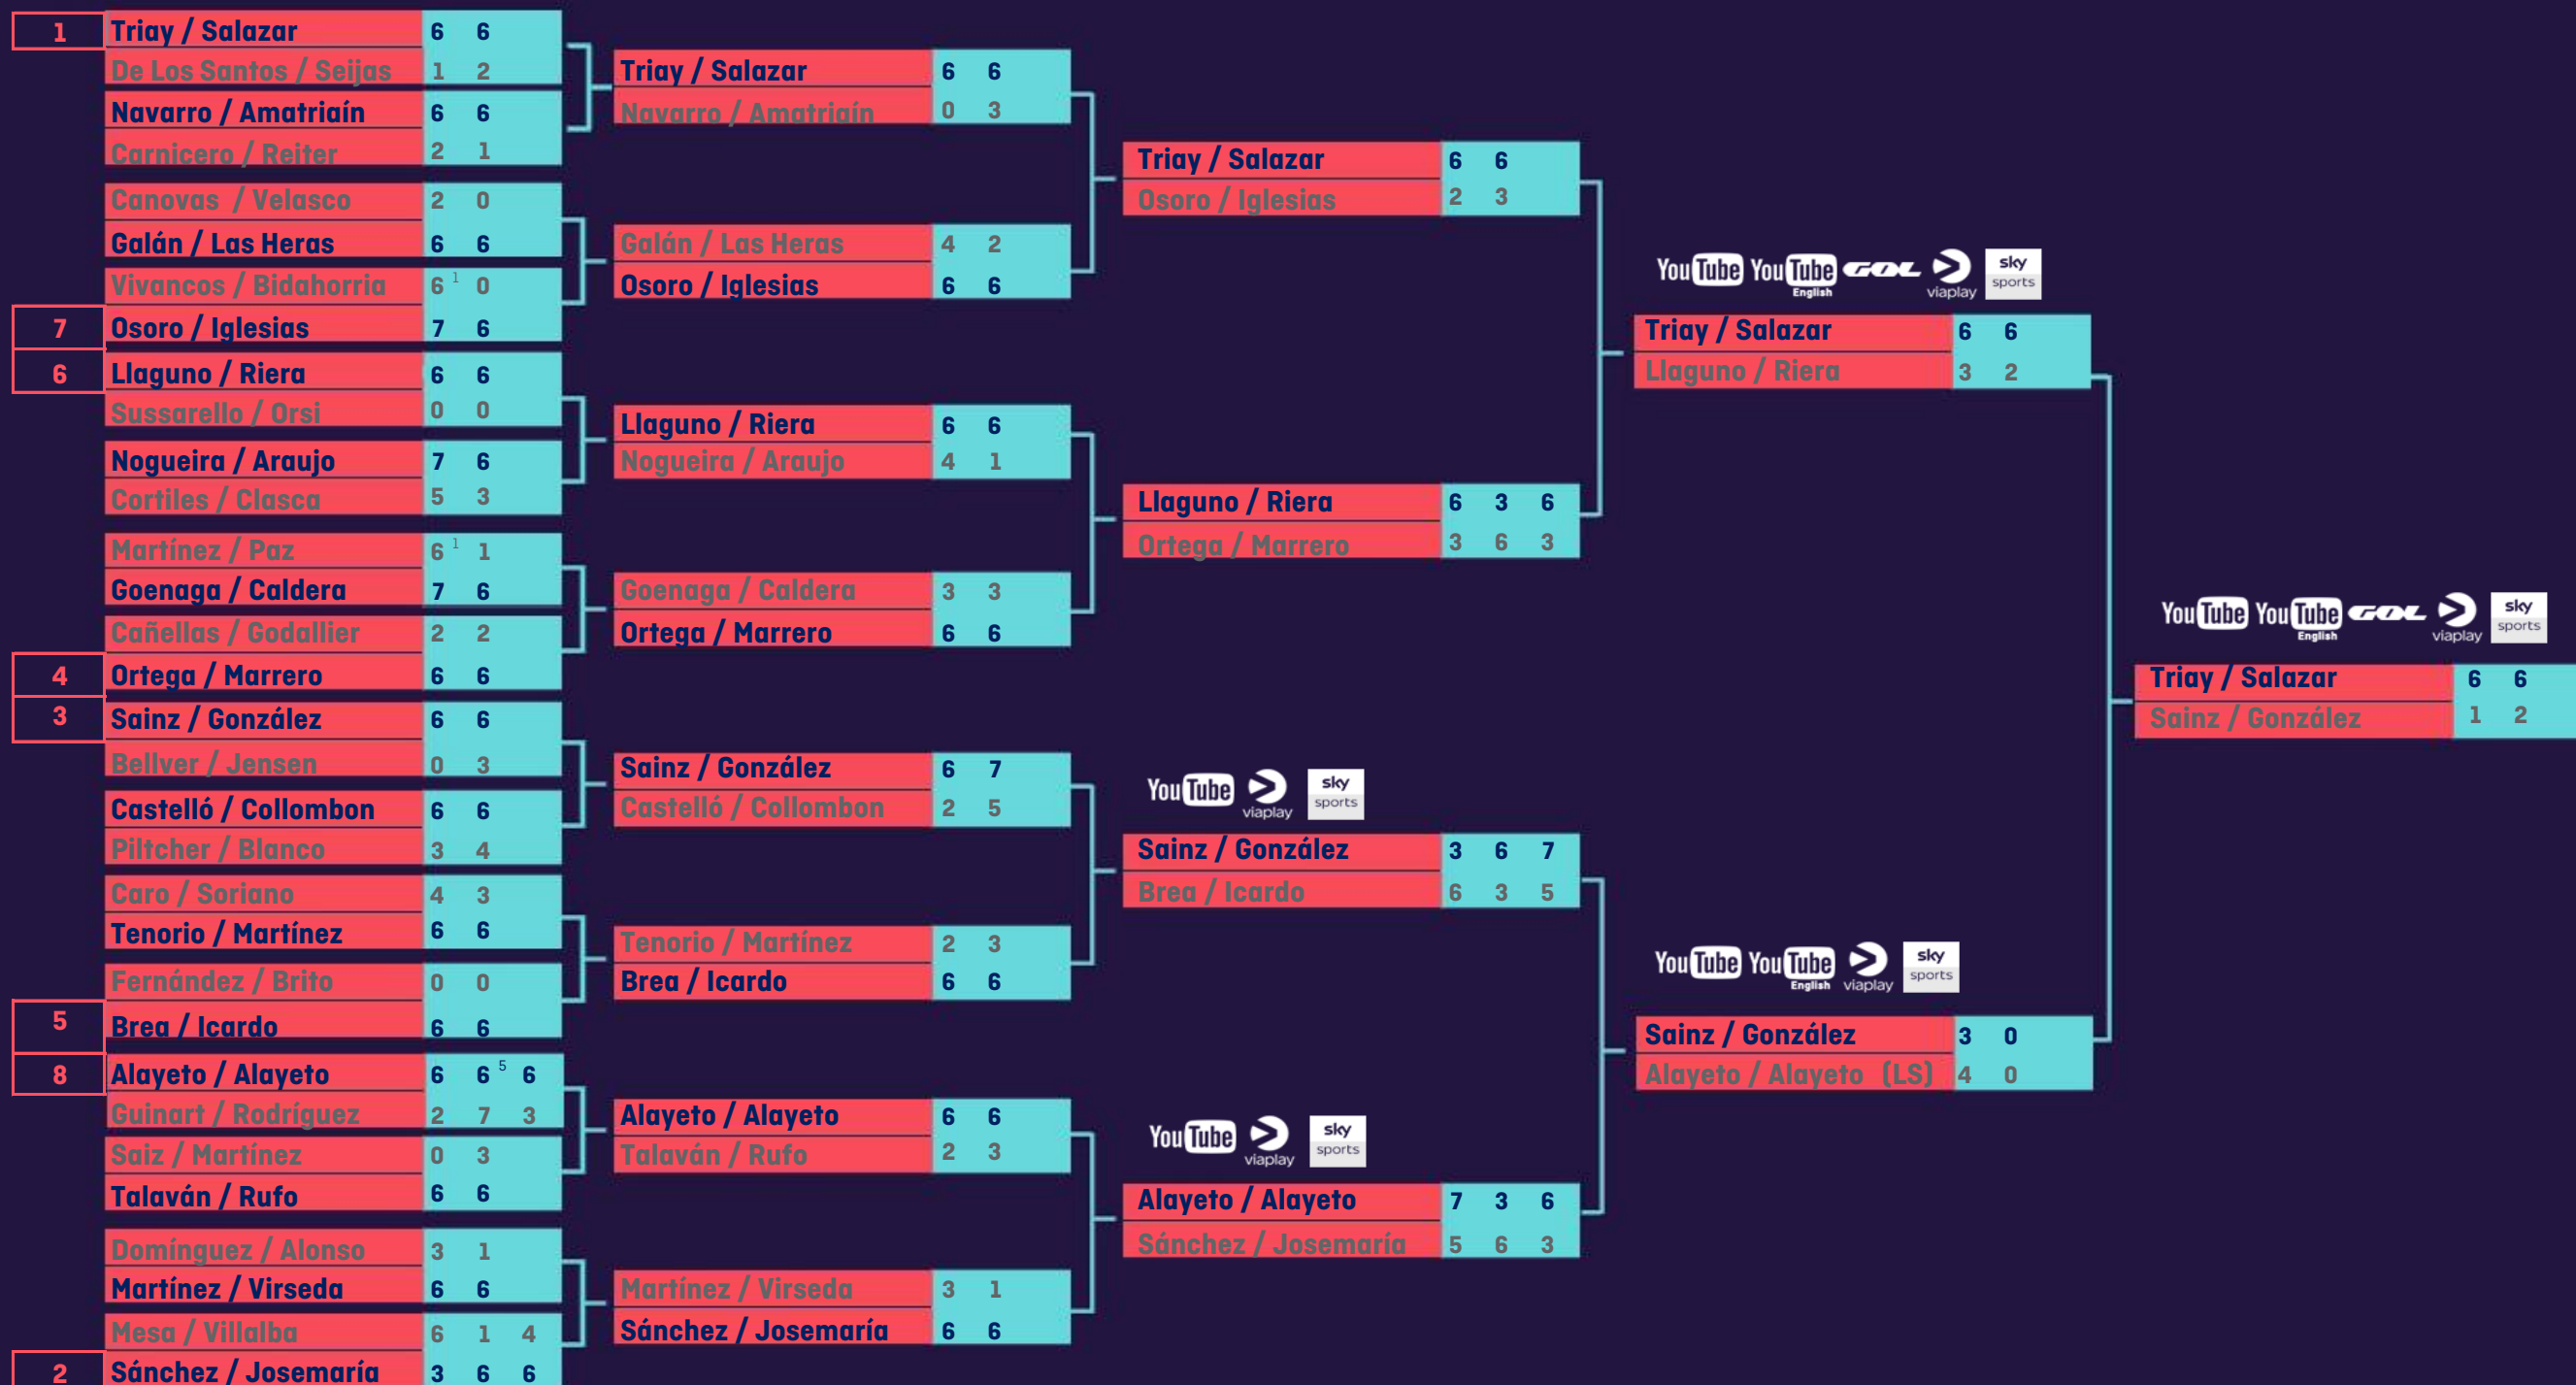 1 Triay / Salazar 6 6
De Los Santos / Seijas 1 2
Navarro / Amatriaín 6 6
Carnicero / Reiter 2 1
Canovas / Velasco 2 0
Galán / Las Heras 6 6
Vivancos / Bidahorria 6 1 0
7 Osoro / Iglesias 7 6
6 Llaguno / Riera 6 6
Sussarello / Orsi 0 0
Nogueira / Araujo 7 6
Cortiles / Clasca 5 3
Martínez / Paz 6 1 1
Goenaga / Caldera 7 6
Cañellas / Godallier 2 2
4 Ortega / Marrero 6 6
3 Sainz / González 6 6
Bellver / Jensen 0 3
Castelló / Collombon 6 6
Piltcher / Blanco 3 4
Caro / Soriano 4 3
Tenorio / Martínez 6 6
Fernández / Brito 0 0
5 Brea / Icardo 6 6
8 Alayeto / Alayeto 6 6 5 6
Guinart / Rodríguez 2 7 3
Saiz / Martínez 0 3
Talaván / Rufo 6 6
Domínguez / Alonso 3 1
Martínez / Virseda 6 6
Mesa / Villalba 6 1 4
2 Sánchez / Josemaría 3 6 6
Triay / Salazar 6 6
Navarro / Amatriaín 0 3
Galán / Las Heras 4 2
Osoro / Iglesias 6 6
Llaguno / Riera 6 6
Nogueira / Araujo 4 1
Goenaga / Caldera 3 3
Ortega / Marrero 6 6
Sainz / González 6 7
Castelló / Collombon 2 5
Tenorio / Martínez 2 3
Brea / Icardo 6 6
Alayeto / Alayeto 6 6
Talaván / Rufo 2 3
Martínez / Virseda 3 1
Sánchez / Josemaría 6 6
Triay / Salazar 6 6
Osoro / Iglesias 2 3
Llaguno / Riera 6 3 6
Ortega / Marrero 3 6 3
YouTube viaplay sky sports
Sainz / González 3 6 7
Brea / Icardo 6 3 5
YouTube viaplay sky sports
Alayeto / Alayeto 7 3 6
Sánchez / Josemaría 5 6 3
YouTube YouTube English GOL viaplay sky sports
Triay / Salazar 6 6
Llaguno / Riera 3 2
YouTube YouTube English viaplay sky sports
Sainz / González 3 0
Alayeto / Alayeto (LS) 4 0
YouTube YouTube English GOL viaplay sky sports
Triay / Salazar 6 6
Sainz / González 1 2